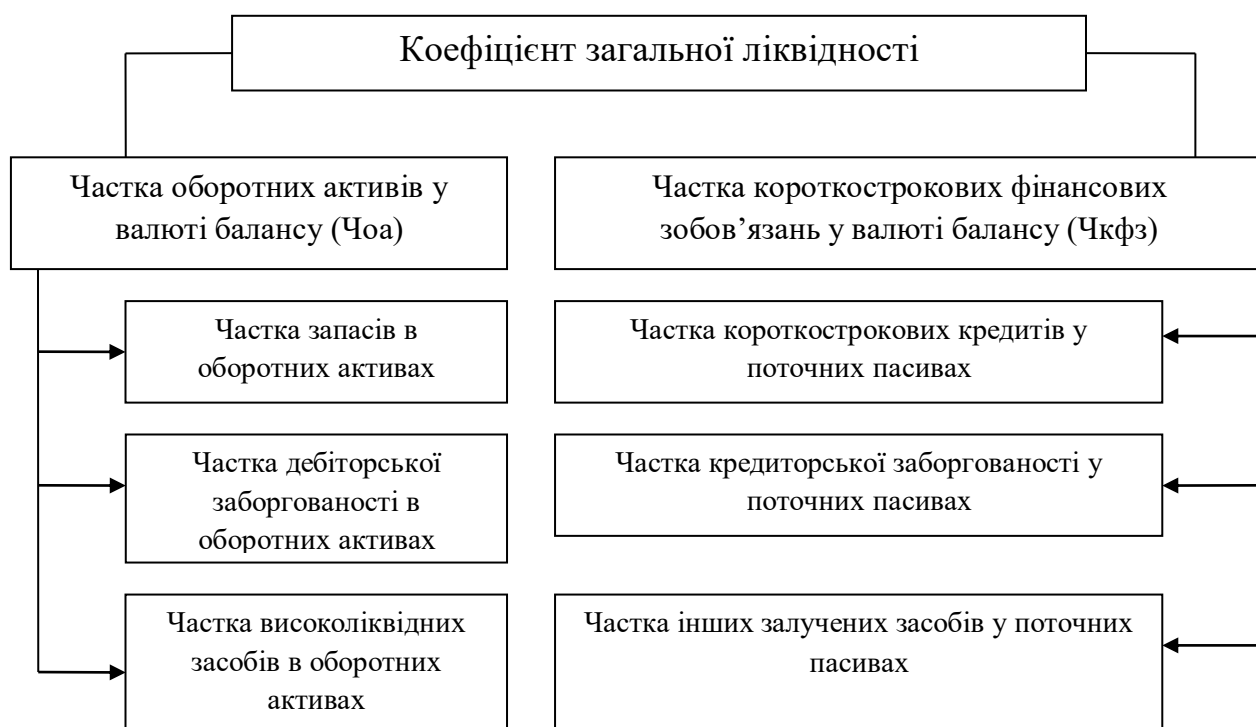 Коефіцієнт загальної ліквідності
Частка оборотних активів у
валюті балансу (Чоа)
Частка короткострокових фінансових
зобов’язань у валюті балансу (Чкфз)
Частка запасів в
оборотних активах
Частка короткострокових кредитів у
поточних пасивах
Частка дебіторської
заборгованості в
оборотних активах
Частка кредиторської заборгованості у
поточних пасивах
Частка високоліквідних
засобів в оборотних
активах
Частка інших залучених засобів у поточних
пасивах